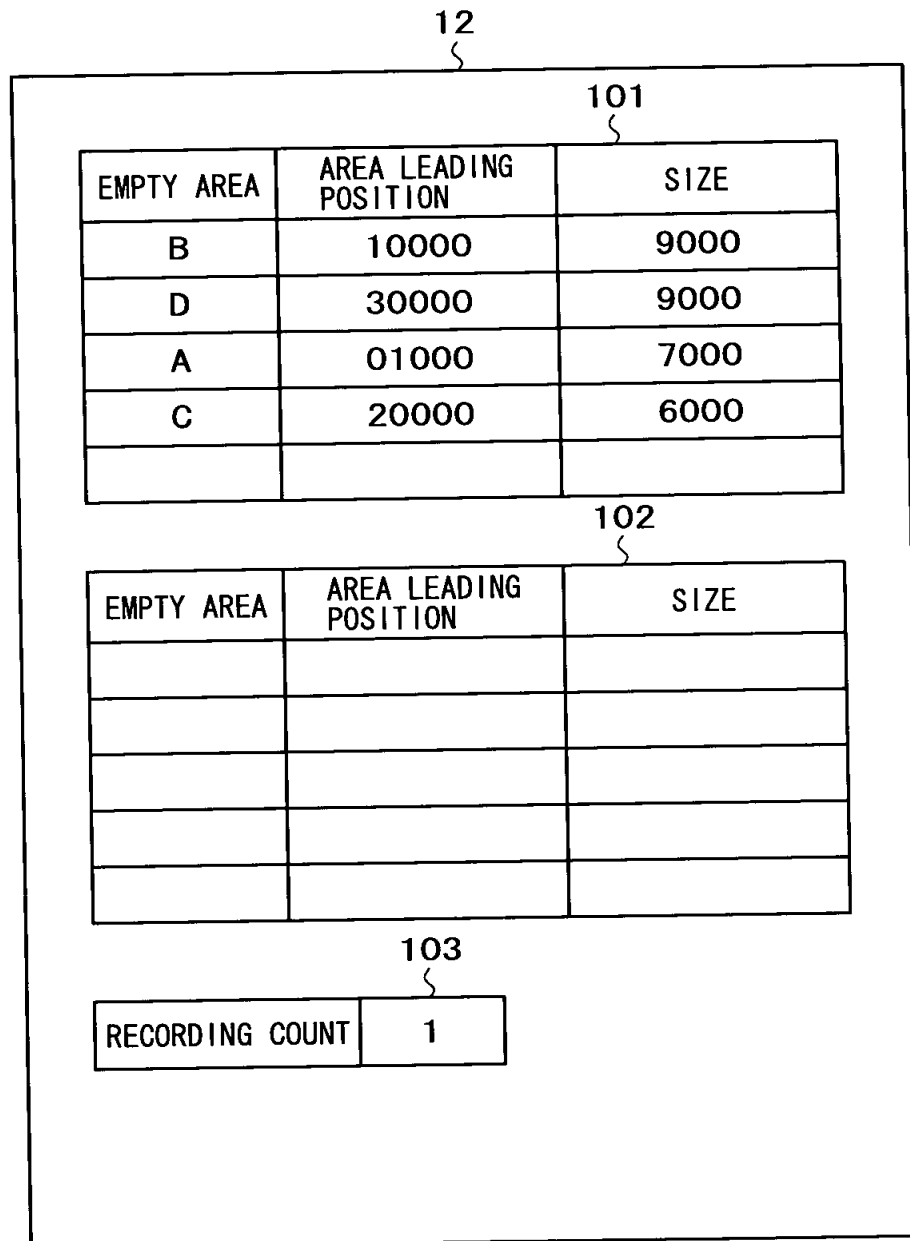 12
101
EMPTY AREA AREA LEADING POSITION SIZE
B 10000 9000
D 30000 9000
A 01000 7000
C 20000 6000
102
EMPTY AREA AREA LEADING POSITION SIZE
103
RECORDING COUNT 1